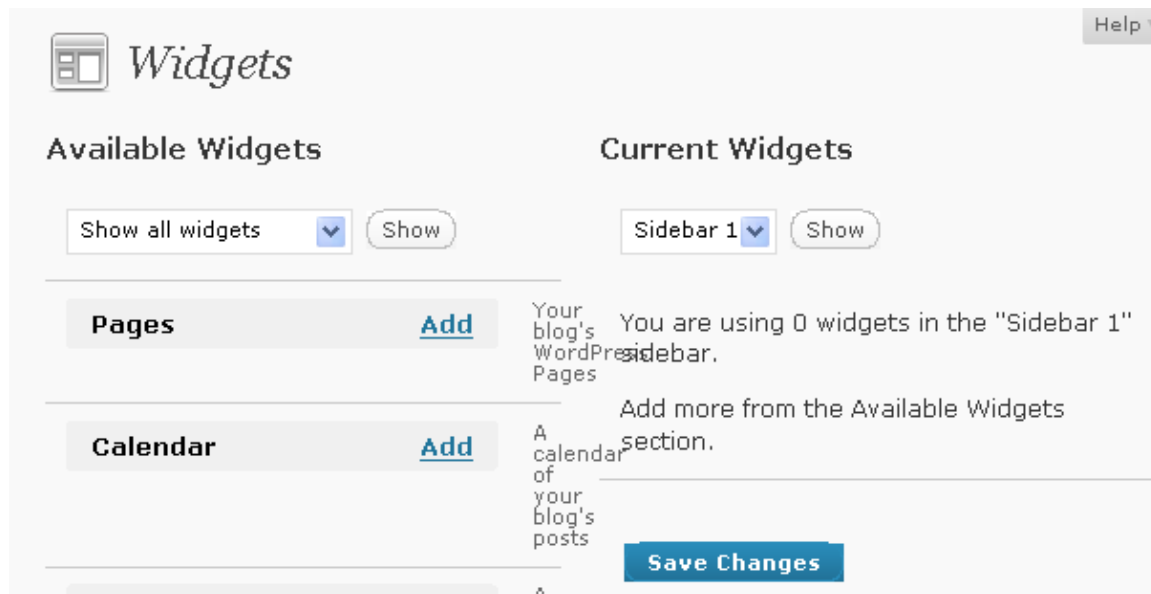 Help
Widgets
Available Widgets
Show all widgets
Show
Pages
Add
Your
blog's
WordPress
Pages
Calendar
Add
A
calendar
of
your
blog's
posts
Current Widgets
Sidebar 1
Show
You are using 0 widgets in the "Sidebar 1"
sidebar.
Add more from the Available Widgets
section.
Save Changes